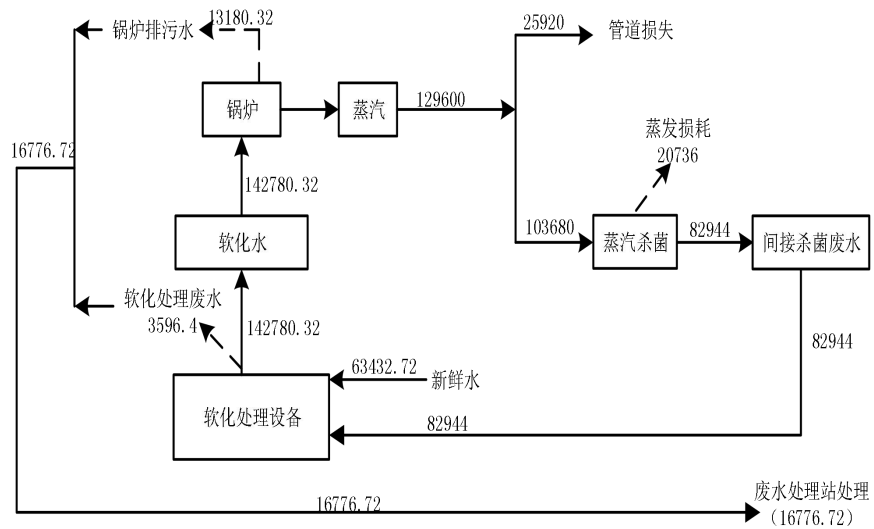 13180.32
锅炉排污水
25920
管道损失
锅炉
蒸汽
129600
蒸发损耗
20736
16776.72
142780.32
103680
蒸汽杀菌
82944
间接杀菌废水
软化水
软化处理废水
3596.4
142780.32
82944
63432.72
新鲜水
软化处理设备
82944
16776.72
废水处理站处理
(16776.72)